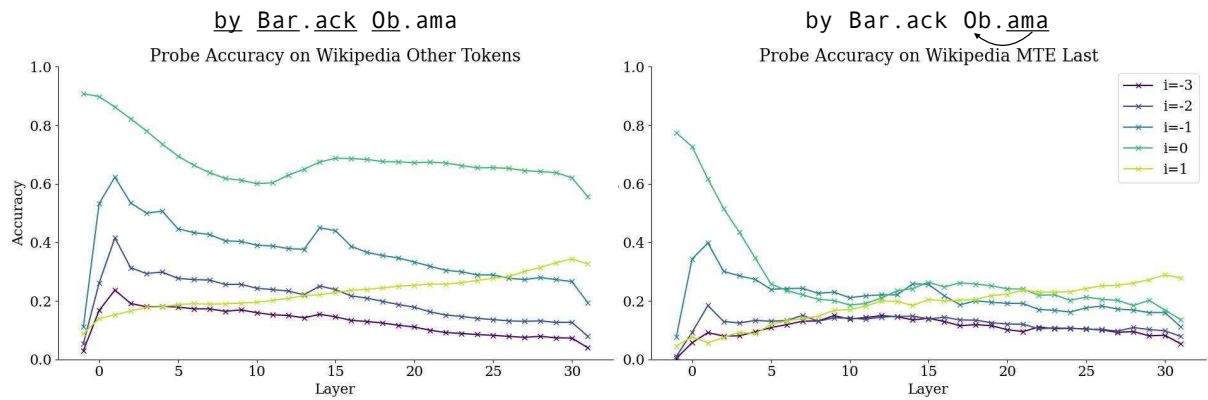 by Bar.ack Ob.ama
Probe Accuracy on Wikipedia Other Tokens
1.0
0.8
0.6
0.4
0.2
0.0
Accuracy
0 5 10 15 20 25 30
Layer
by Bar.ack Ob.ama
Probe Accuracy on Wikipedia MTE Last
1.0
0.8
0.6
0.4
0.2
0.0
0 5 10 15 20 25 30
Layer
i=-3
i=-2
i=-1
i=0
i=1